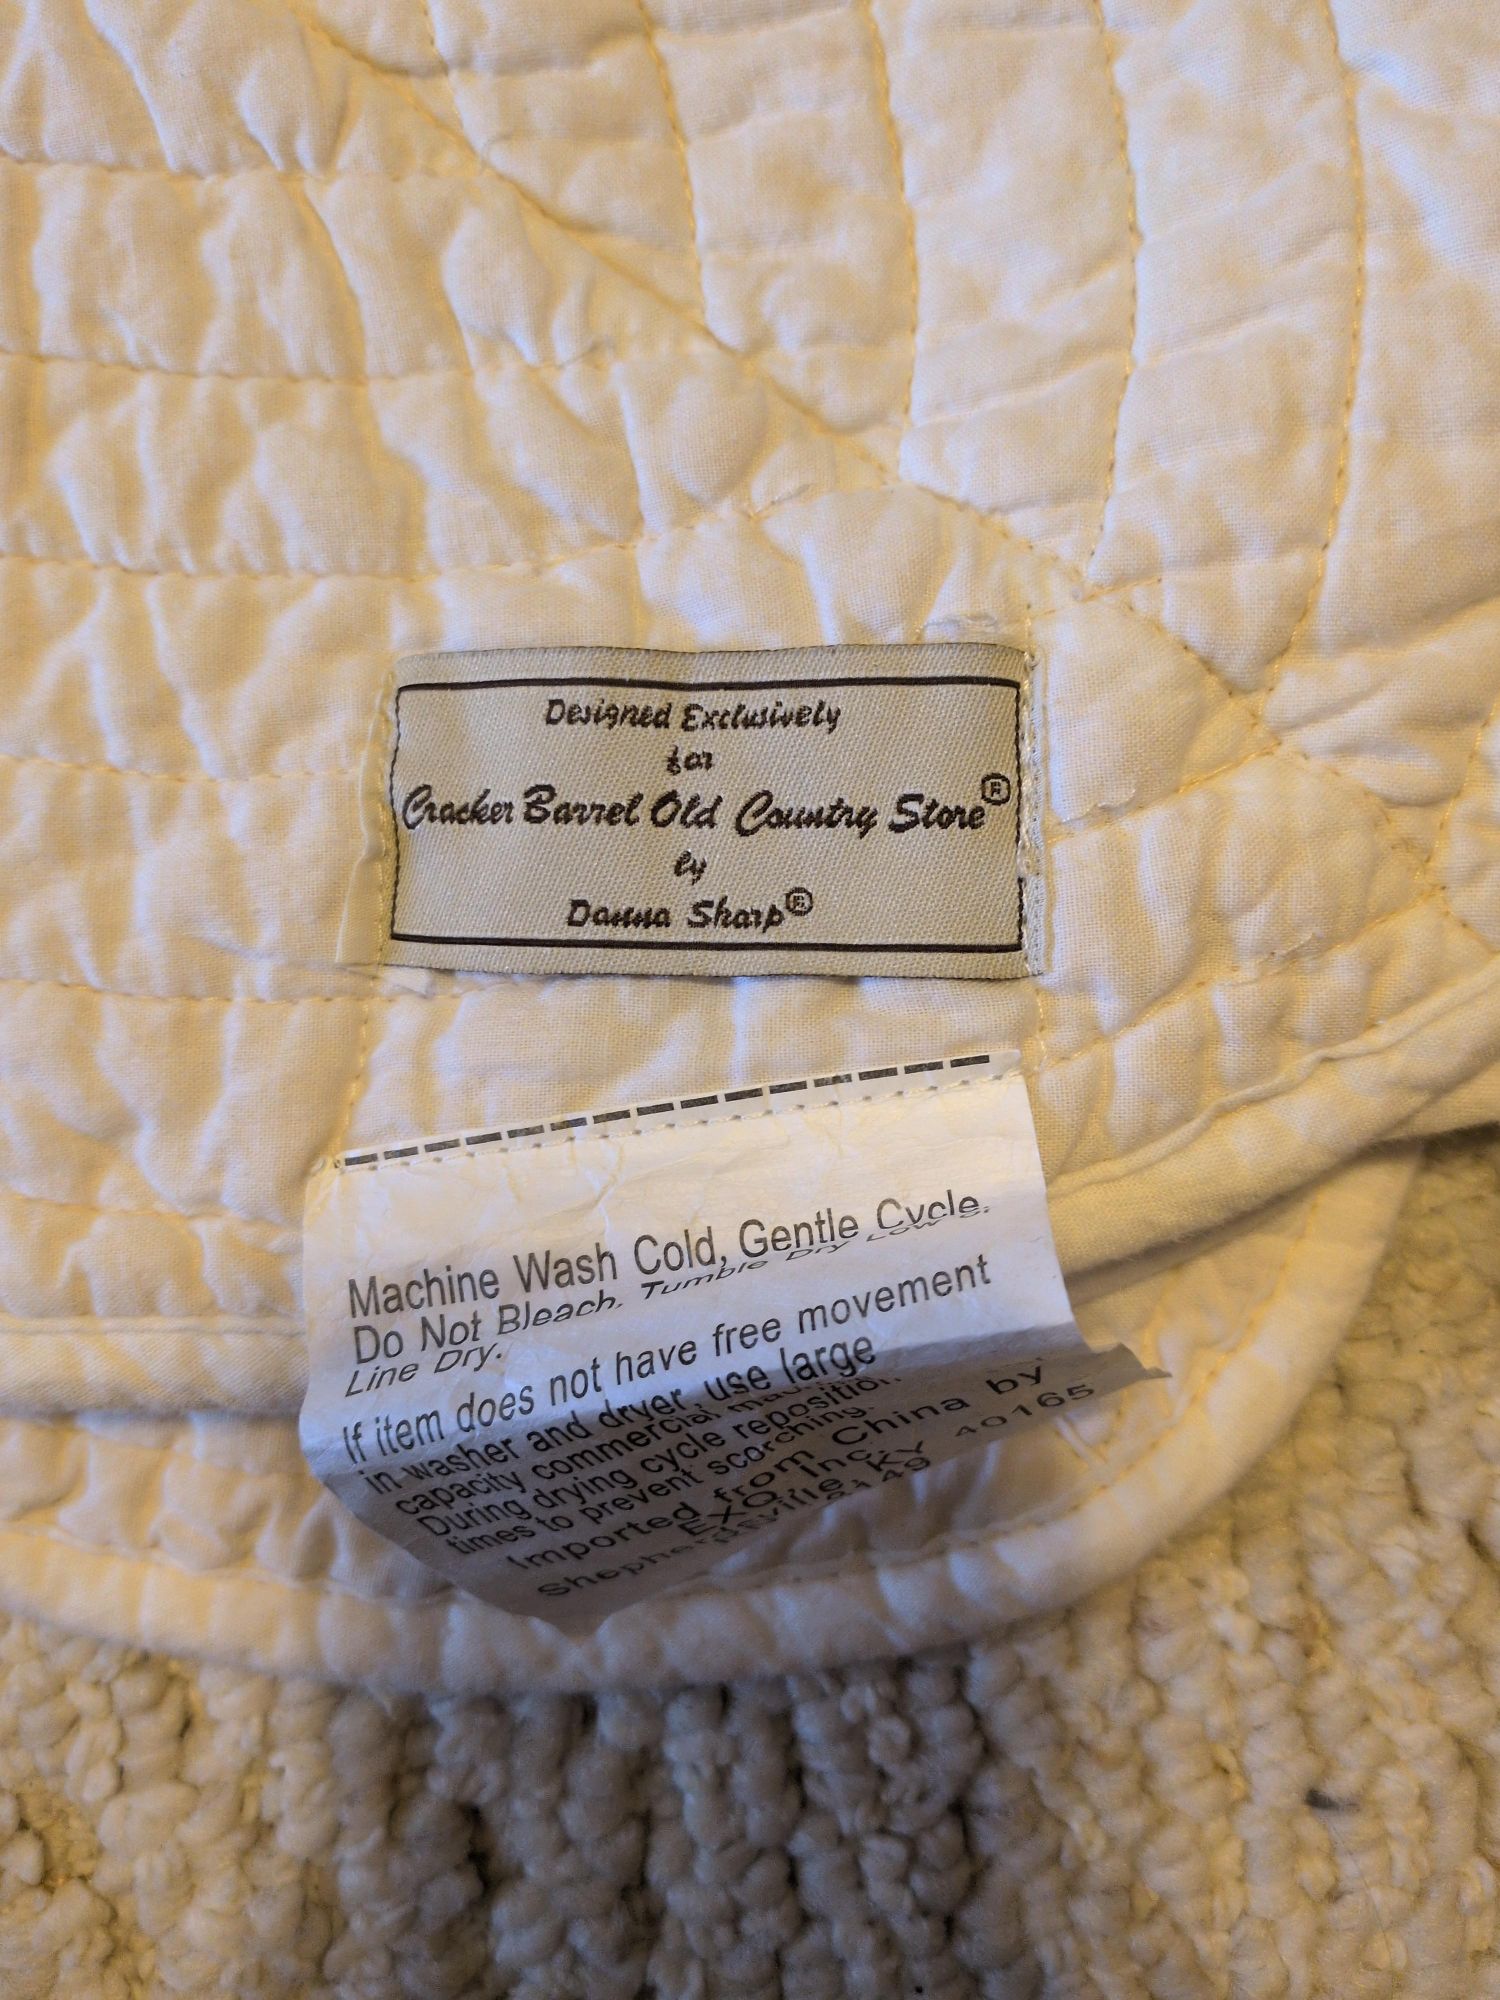 Designed Exclusively
for
Cracker Barrel Old Country Store®
by
Donna Sharp®
Machine Wash Cold, Gentle Cycle.
Do Not Bleach. Tumble Dry Low
Line Dry.
If item does not have free movement
in washer and dryer, use large
capacity commercial
During drying cycle reposition
times to prevent scorching.
Imported from China by
EXQ, Inc.
Shepherdsville, KY 40165